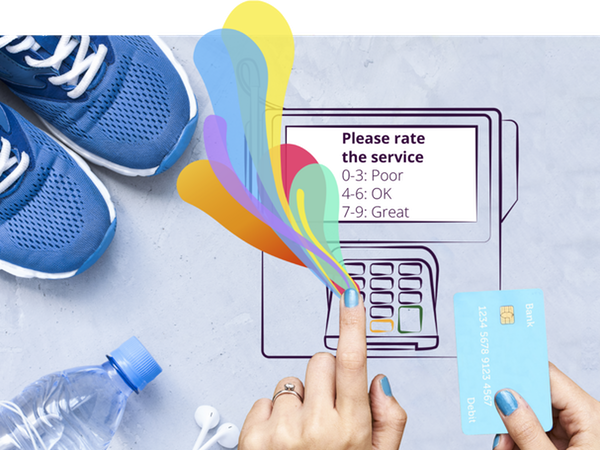 Please rate
the service
0-3: Poor
4-6: OK
7-9: Great
Bank
1234 5678 9123 4567
Debit